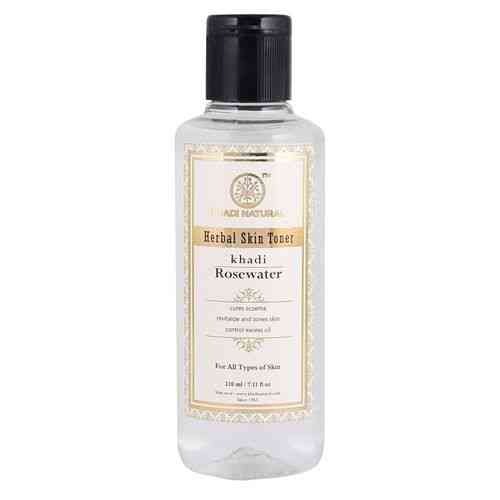 TM
KHADI NATURAL
Herbal Skin Toner
khadi
Rosewater
cures eczema
revitalize and tones skin
control excess oil
For All Types of Skin
210 ml / 7.11 fl oz